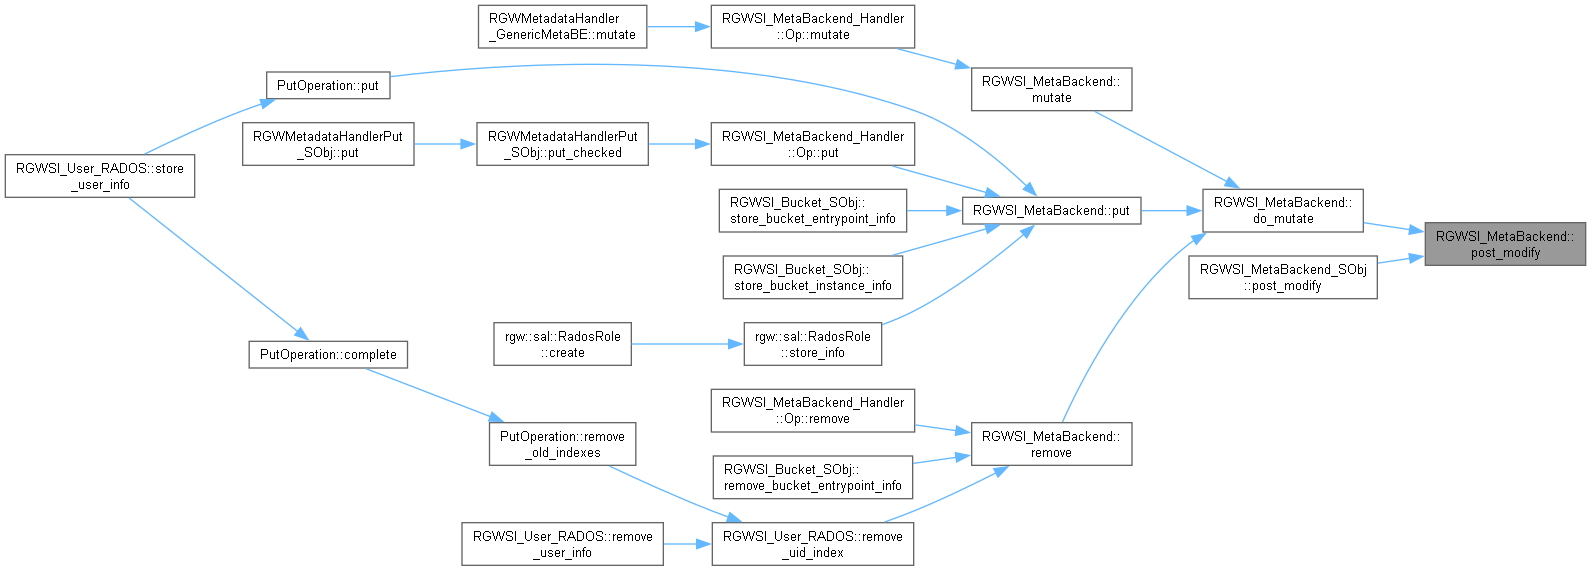 RGWMetadataHandler
_GenericMetaBE::mutate
RGWSI_MetaBackend_Handler
::Op::mutate
RGWSI_MetaBackend::
mutate
PutOperation::put
RGWMetadataHandlerPut
_SObj::put
RGWMetadataHandlerPut
_SObj::put_checked
RGWSI_MetaBackend_Handler
::Op::put
RGWSI_User_RADOS::store
_user_info
RGWSI_Bucket_SObj::
store_bucket_entrypoint_info
RGWSI_MetaBackend::put
RGWSI_MetaBackend::
do_mutate
RGWSI_MetaBackend::
post_modify
RGWSI_Bucket_SObj::
store_bucket_instance_info
RGWSI_MetaBackend_SObj
::post_modify
rgw::sal::RadosRole
::create
rgw::sal::RadosRole
::store_info
PutOperation::complete
RGWSI_MetaBackend_Handler
::Op::remove
PutOperation::remove
_old_indexes
RGWSI_MetaBackend::
remove
RGWSI_Bucket_SObj::
remove_bucket_entrypoint_info
RGWSI_User_RADOS::remove
_user_info
RGWSI_User_RADOS::remove
_uid_index